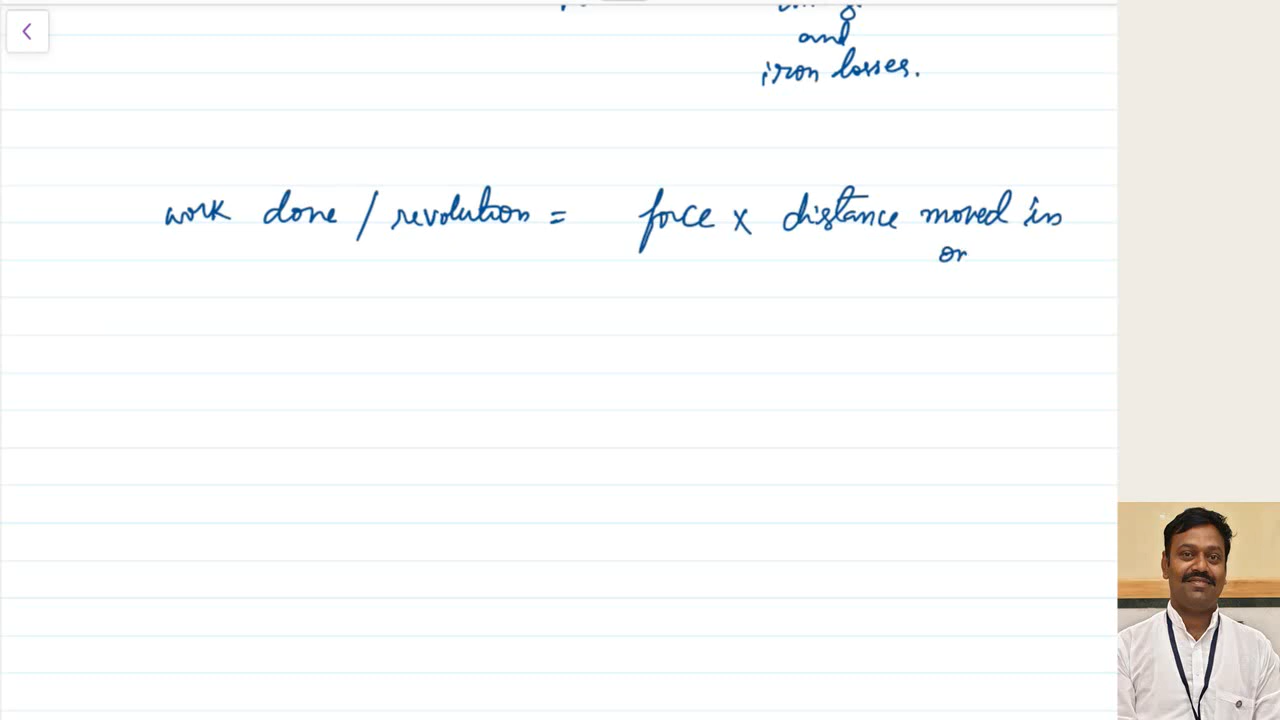 and
iron losses.
work done / revolution = force x distance moved in
or